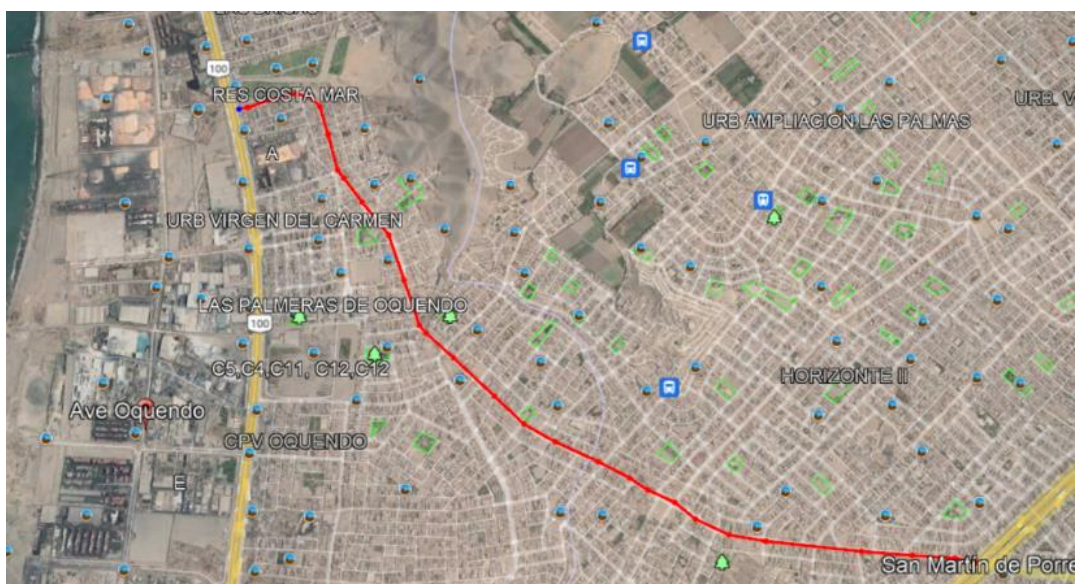 100
RES COSTA MAR
URB AMPLIACION LAS PALMAS
A
URB VIRGEN DEL CARMEN
LAS PALMERAS DE OQUENDO
100
C5,C4,C11, C12,C12
HORIZONTE II
Ave Oquendo
CPV OQUENDO
E
San Martín de Porre